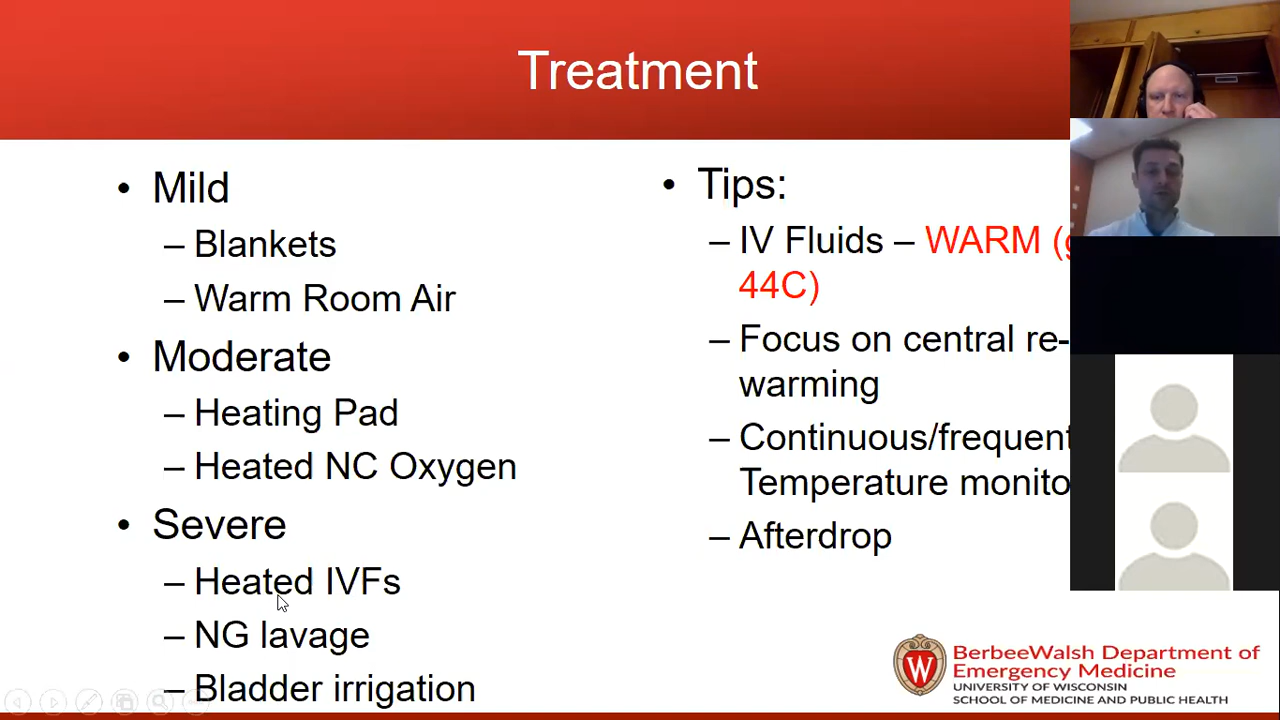 Treatment
• Mild
– Blankets
– Warm Room Air
• Moderate
– Heating Pad
– Heated NC Oxygen
• Severe
– Heated IVFs
– NG lavage
– Bladder irrigation
• Tips:
– IV Fluids – WARM (
44C)
– Focus on central re-
warming
– Continuous/frequent
Temperature monito
– Afterdrop
W
BerbeeWalsh Department of
Emergency Medicine
UNIVERSITY OF WISCONSIN
SCHOOL OF MEDICINE AND PUBLIC HEALTH